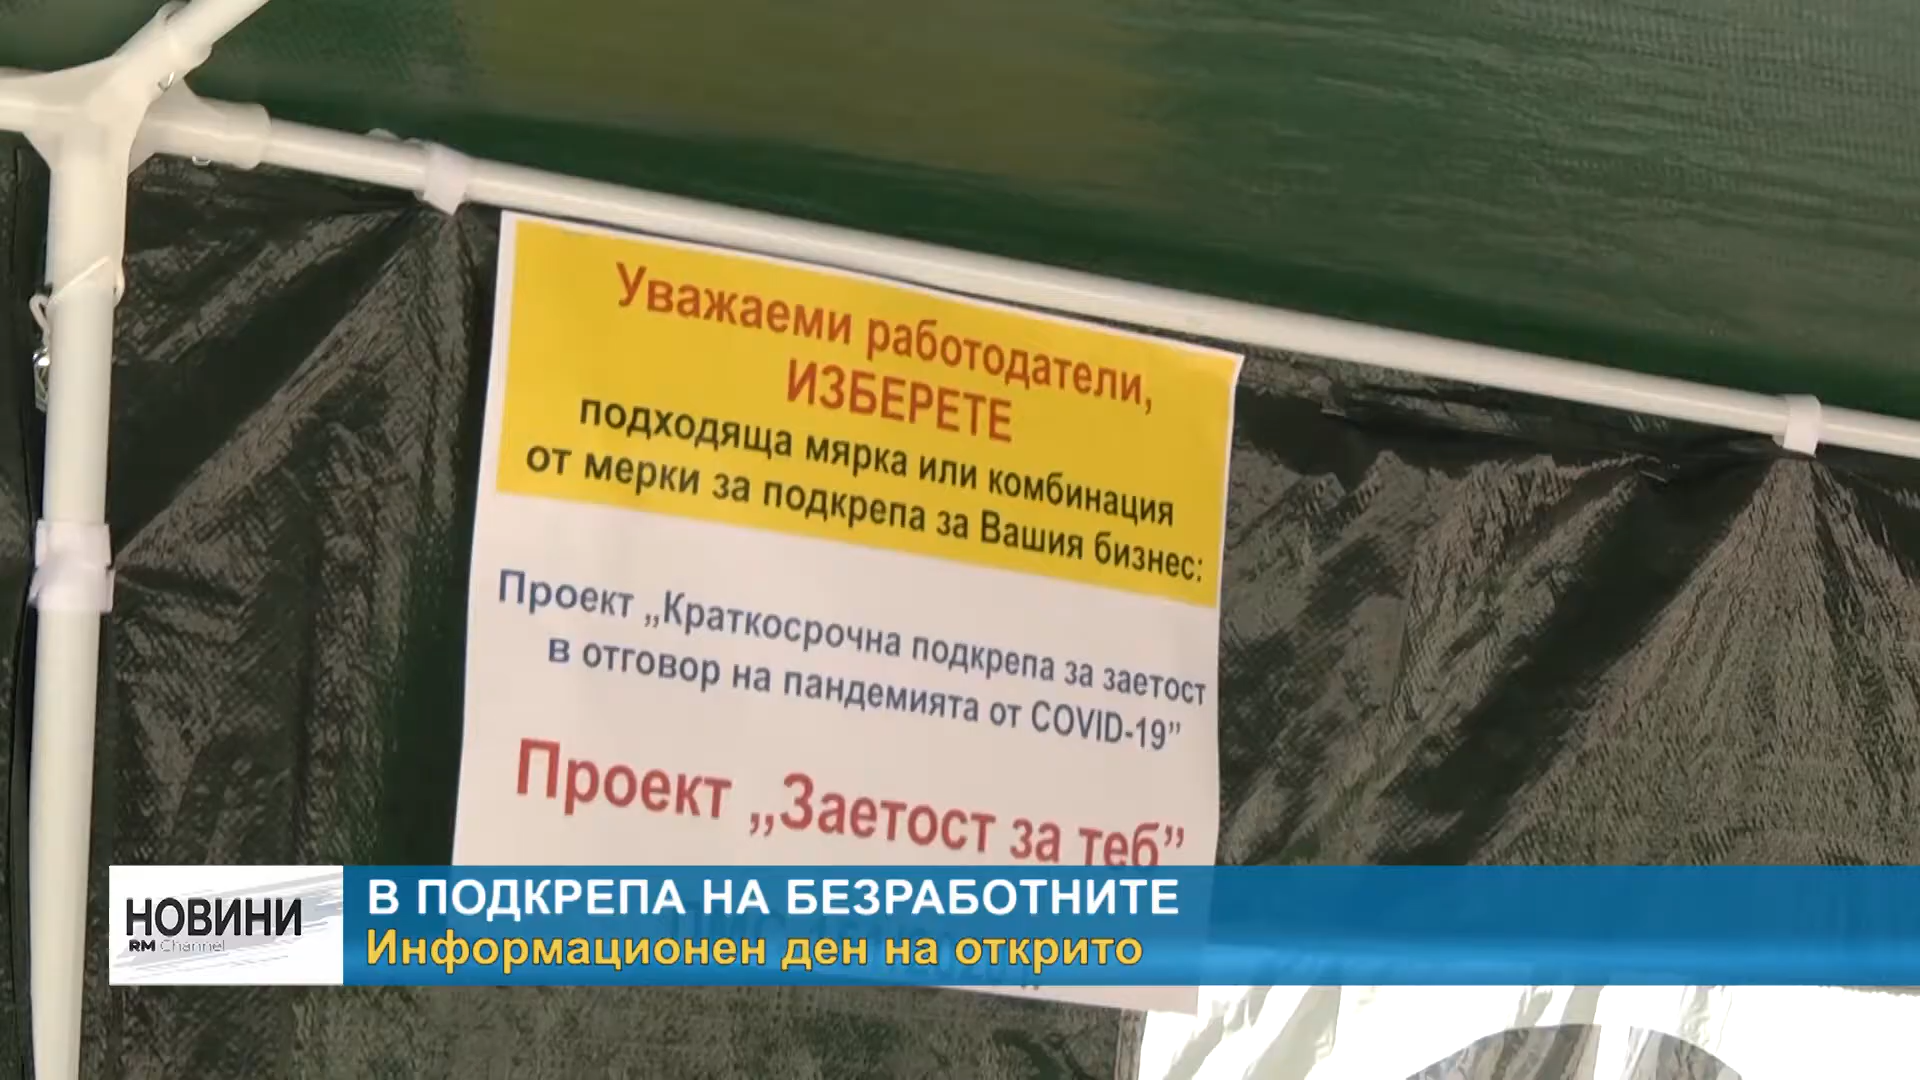 Уважаеми работодатели,
ИЗБЕРЕТЕ
подходяща мярка или комбинация
от мерки за подкрепа за Вашия бизнес:
Проект „Краткосрочна подкрепа за заетост
в отговор на пандемията от COVID-19”
Проект „Заетост за теб”
НОВИНИ
RM Channel
В ПОДКРЕПА НА БЕЗРАБОТНИТЕ
Информационен ден на открито